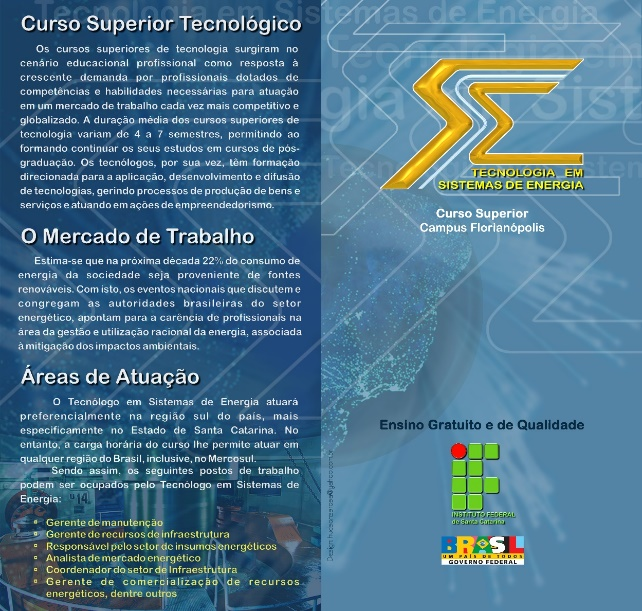 Curso Superior Tecnológico
Os cursos superiores de tecnologia surgiram no
cenário educacional profissional como resposta à
crescente demanda por profissionais dotados de
competências e habilidades necessárias para atuação
em um mercado de trabalho cada vez mais competitivo e
globalizado. A duração média dos cursos superiores de
tecnologia variam de 4 a 7 semestres, permitindo ao
formando continuar os seus estudos em cursos de pós-
graduação. Os tecnólogos, por sua vez, têm formação
direcionada para a aplicação, desenvolvimento e difusão
de tecnologias, gerindo processos de produção de bens e
serviços e atuando em ações de empreendedorismo.
O Mercado de Trabalho
Estima-se que na próxima década 22% do consumo de
energia da sociedade seja proveniente de fontes
renováveis. Com isto, os eventos nacionais que discutem e
congregam as autoridades brasileiras do setor
energético, apontam para a carência de profissionais na
área da gestão e utilização racional da energia, associada
à mitigação dos impactos ambientais.
Áreas de Atuação
O Tecnólogo em Sistemas de Energia atuará
preferencialmente na região sul do país, mais
especificamente no Estado de Santa Catarina. No
entanto, a carga horária do curso lhe permite atuar em
qualquer região do Brasil, inclusive, no Mercosul.
Sendo assim, os seguintes postos de trabalho
podem ser ocupados pelo Tecnólogo em Sistemas de
Energia:
Gerente de manutenção
Gerente de recursos de infraestrutura
Responsável pelo setor de insumos energéticos
Analista de mercado energético
Coordenador do setor de Infraestrutura
Gerente de comercialização de recursos
energéticos, dentre outros
TECNOLOGIA EM
SISTEMAS DE ENERGIA
Curso Superior
Campus Florianópolis
Ensino Gratuito e de Qualidade
INSTITUTO FEDERAL
de Santa Catarina
BRASIL
UM PAÍS DE TODOS
GOVERNO FEDERAL